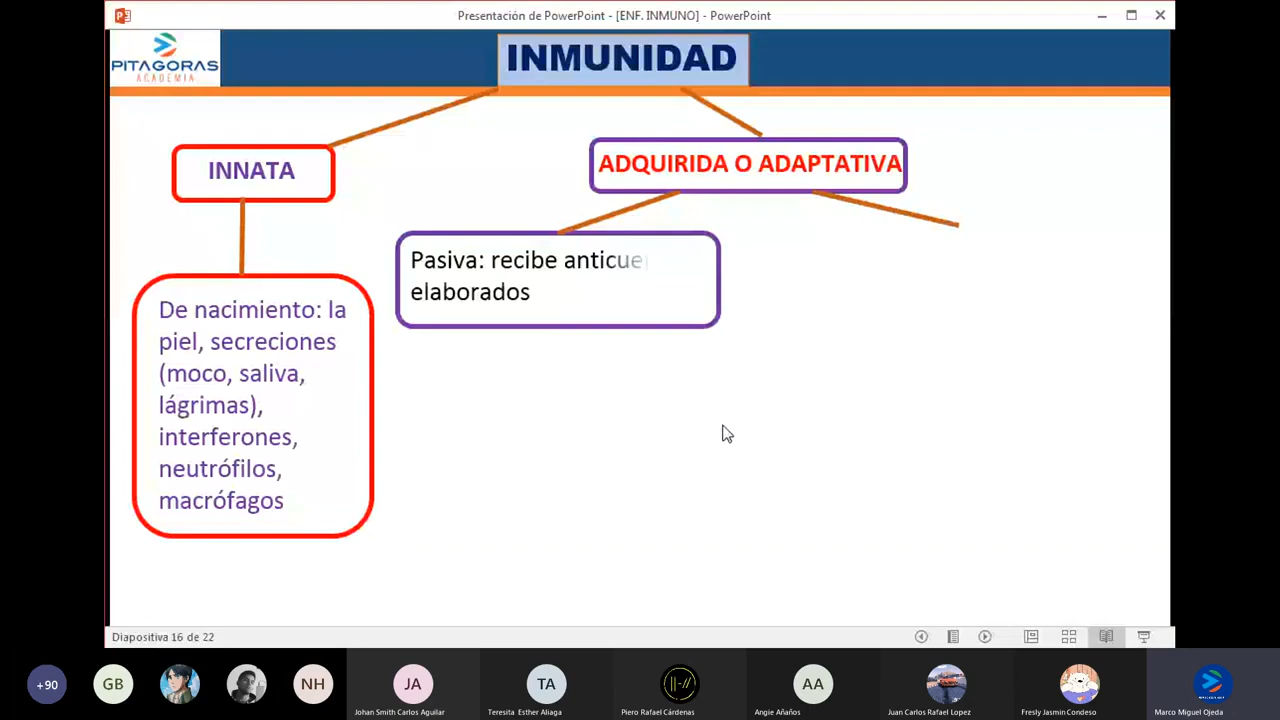 Presentación de PowerPoint - [ENF. INMUNO] - PowerPoint
PITAGORAS
ACADEMIA
INMUNIDAD
INNATA
ADQUIRIDA O ADAPTATIVA
Pasiva: recibe anticue
elaborados
De nacimiento: la
piel, secreciones
(moco, saliva,
lágrimas),
interferones,
neutrófilos,
macrófagos
Diapositiva 16 de 22
+90
GB
NH
JA
TA
AA
Johan Smith Carlos Aguilar
Teresita Esther Aliaga
Piero Rafael Cárdenas
Angie Añaños
Juan Carlos Rafael Lopez
Fresly Jasmin Condeso
Marco Miguel Ojeda